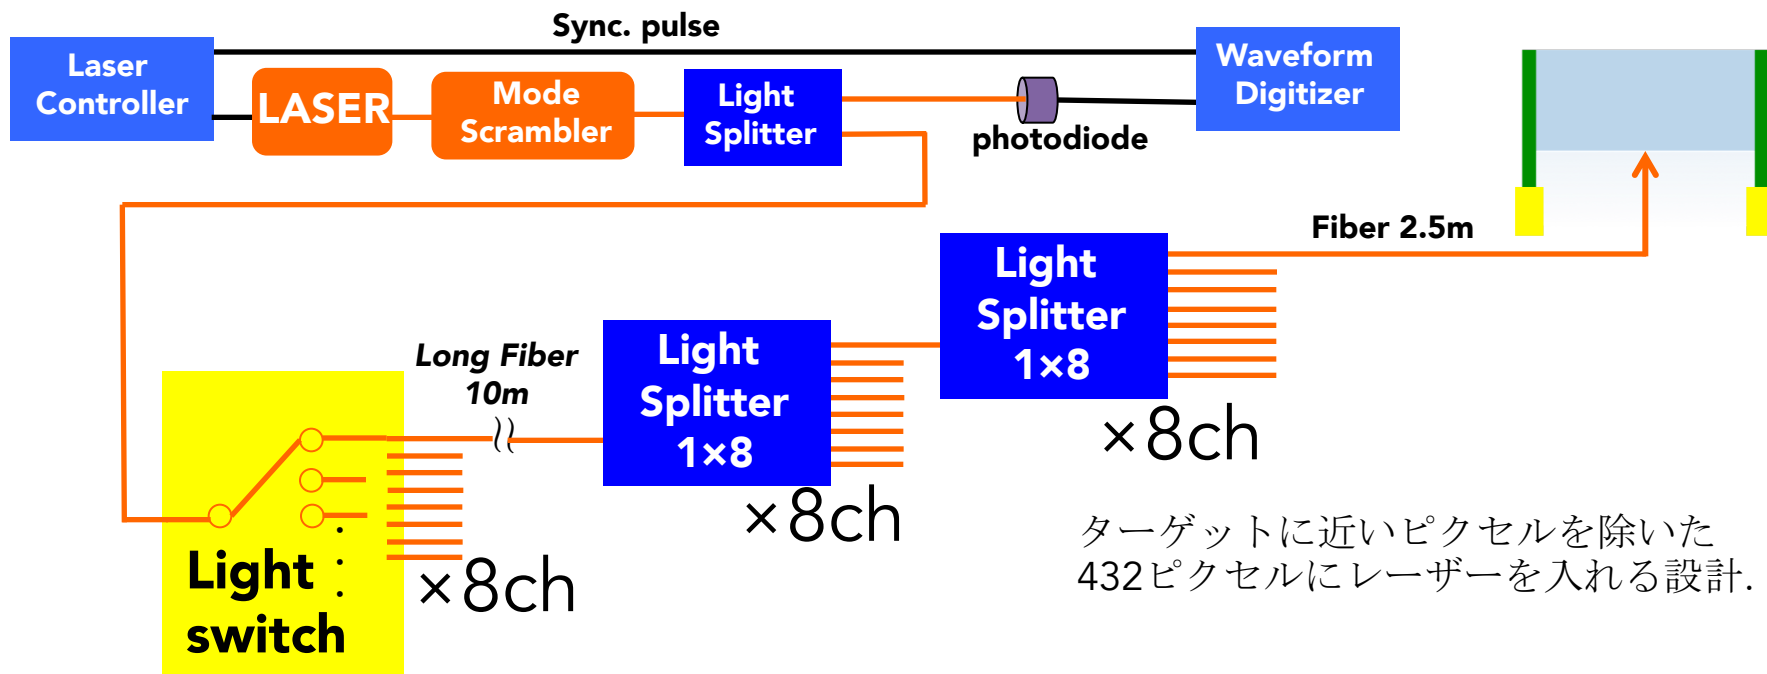 Sync. pulse
Laser
Controller
LASER
Mode
Scrambler
Light
Splitter
photodiode
Waveform
Digitizer
Fiber 2.5m
Light
Splitter
1×8
×8ch
Long Fiber
10m
Light
Splitter
1×8
×8ch
Light
switch
×8ch
ターゲットに近いピクセルを除いた
432ピクセルにレーザーを入れる設計.